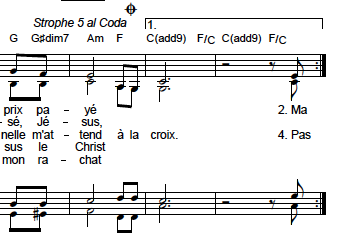 Strophe 5 al Coda
1.
G G#dim7 Am F C(add9) F/C C(add9) F/C
prix pa - yé 2. Ma
sé, Jé - sus,
nelle m'at - tend à la croix. 4. Pas
sus le Christ
mon ra - chat